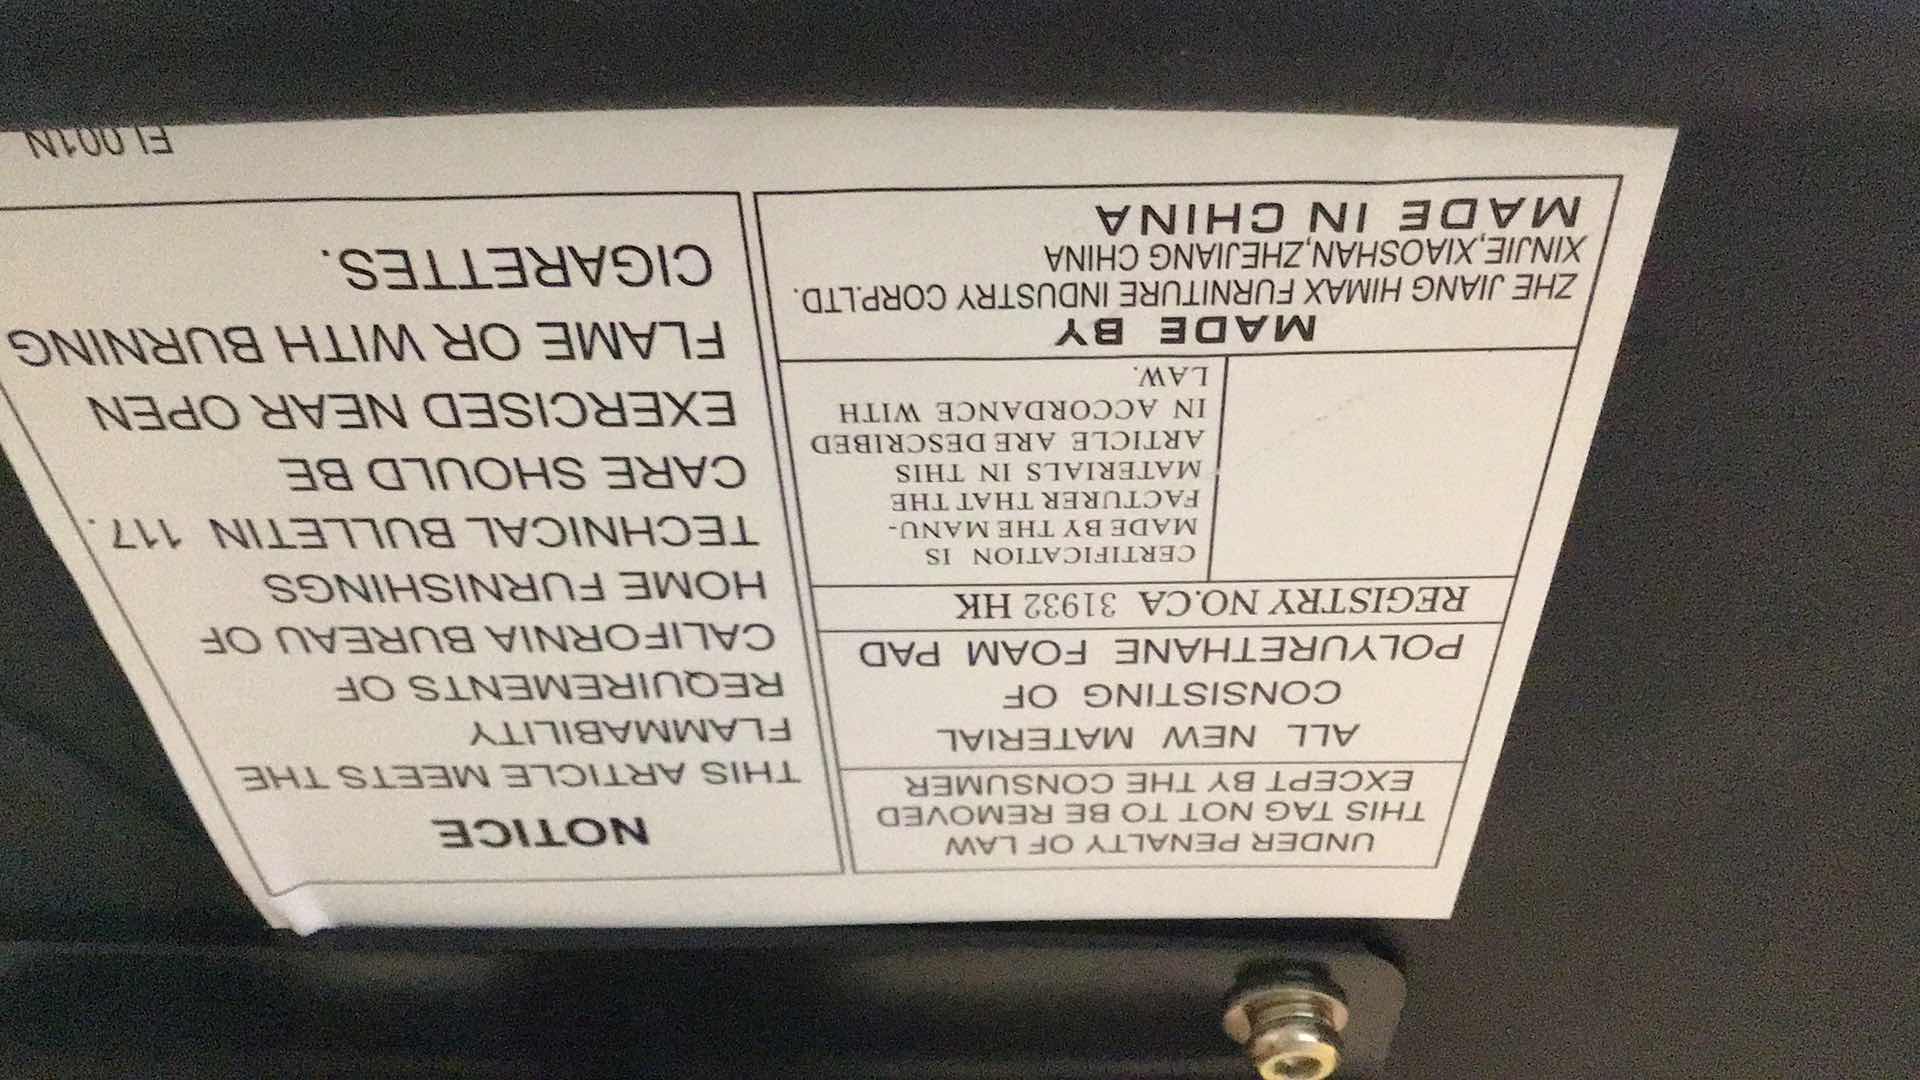 UNDER PENALTY OF LAW
THIS TAG NOT TO BE REMOVED
EXCEPT BY THE CONSUMER
ALL NEW MATERIAL
CONSISTING OF
POLYURETHANE FOAM PAD
REGISTRY NO.CA 31932 HK
CERTIFICATION IS
MADE BY THE MANU-
FACTURER THAT THE
MATERIALS IN THIS
ARTICLE ARE DESCRIBED
IN ACCORDANCE WITH
LAW.
MADE BY
ZHE JIANG HIMAX FURNITURE INDUSTRY CORP.LTD.
XINJIE,XIAOSHAN,ZHEJIANG CHINA
MADE IN CHINA
NOTICE
THIS ARTICLE MEETS THE
FLAMMABILITY
REQUIREMENTS OF
CALIFORNIA BUREAU OF
HOME FURNISHINGS
TECHNICAL BULLETIN 117.
CARE SHOULD BE
EXERCISED NEAR OPEN
FLAME OR WITH BURNING
CIGARETTES.